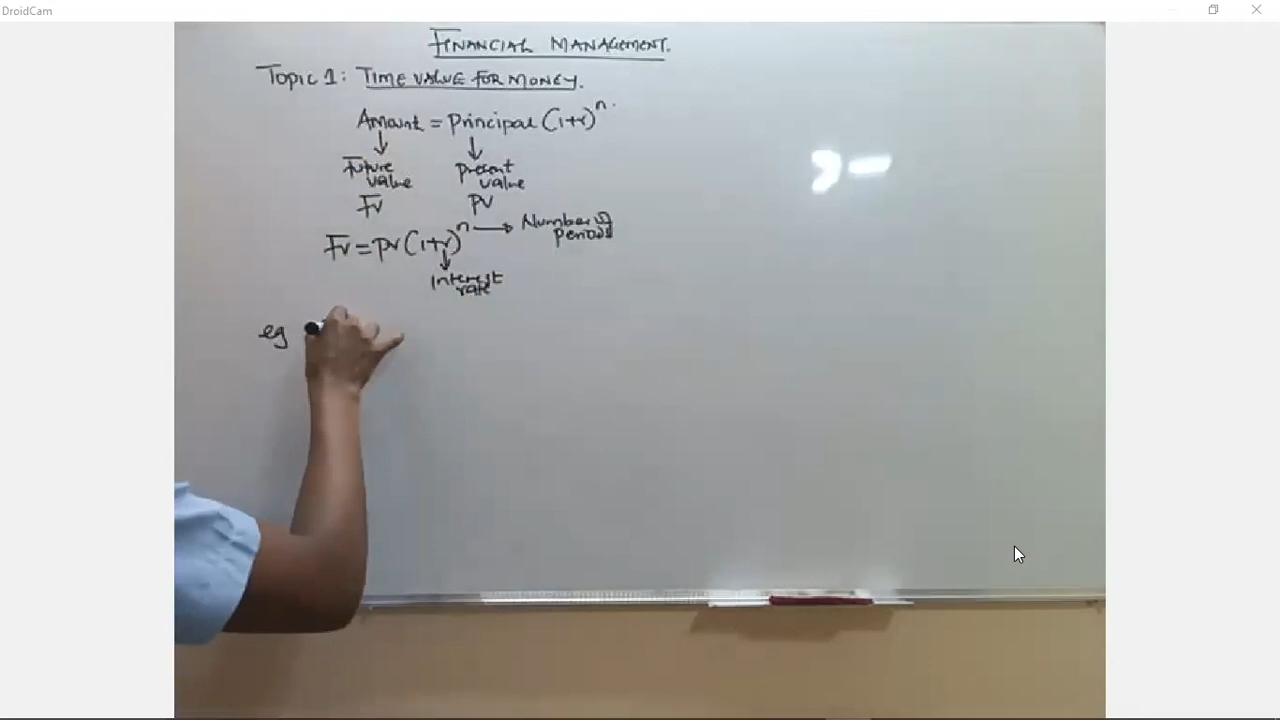 DroidCam
FINANCIAL MANAGEMENT.
Topic 1: TIME VALUE FOR MONEY.
Amount = principal (1+r)^n.
Future value
present value
FV
PV
FV = PV (1+r)^n → Number of periods
interest rate
eg